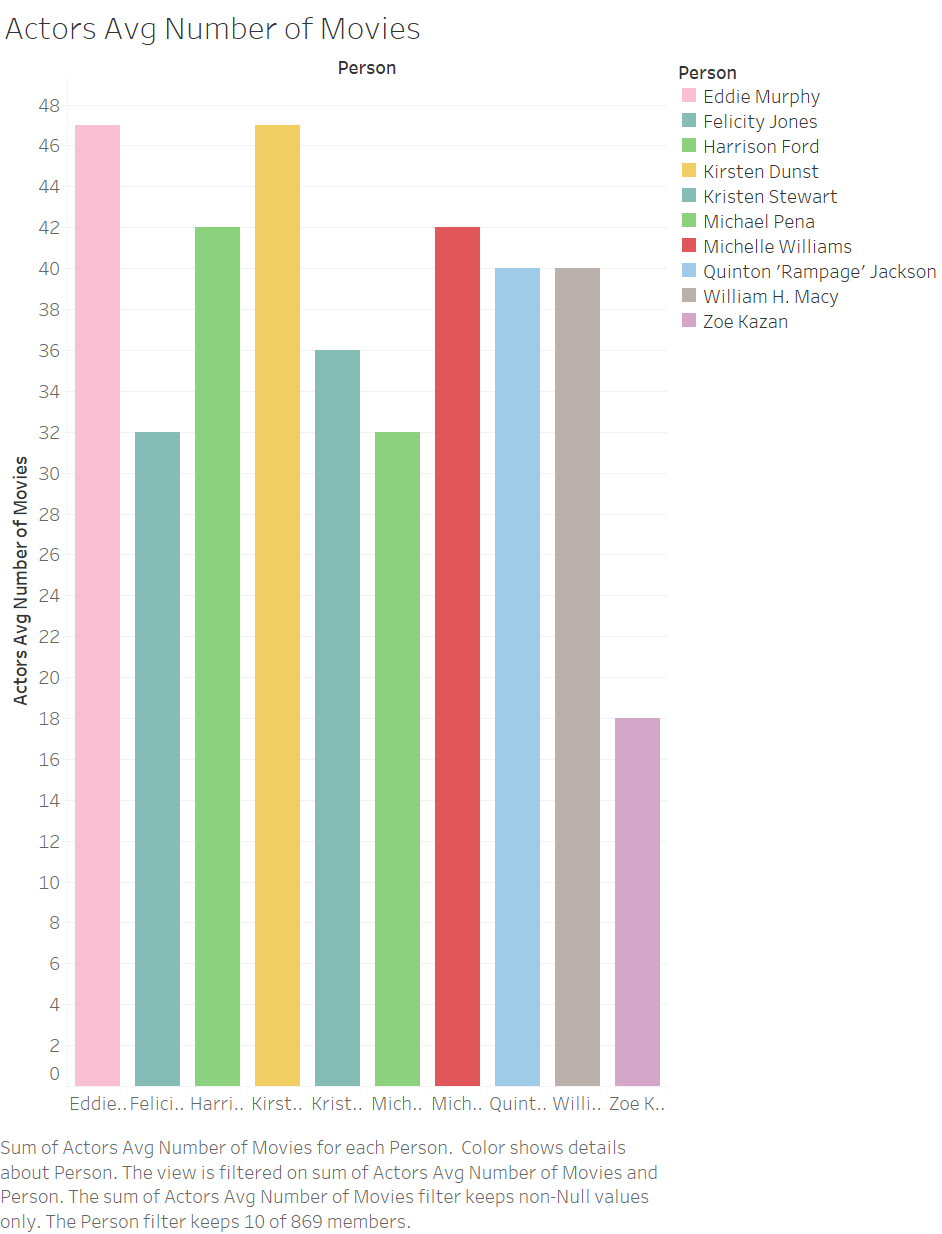 Actors Avg Number of Movies
Person
Person
Eddie Murphy
Felicity Jones
Harrison Ford
Kirsten Dunst
Kristen Stewart
Michael Pena
Michelle Williams
Quinton 'Rampage' Jackson
William H. Macy
Zoe Kazan
Actors Avg Number of Movies
48
46
44
42
40
38
36
34
32
30
28
26
24
22
20
18
16
14
12
10
8
6
4
2
0
Eddie.. Felici.. Harri.. Kirst.. Krist.. Mich.. Mich.. Quint.. Willi.. Zoe K..
Sum of Actors Avg Number of Movies for each Person.  Color shows details
about Person. The view is filtered on sum of Actors Avg Number of Movies and
Person. The sum of Actors Avg Number of Movies filter keeps non-Null values
only. The Person filter keeps 10 of 869 members.